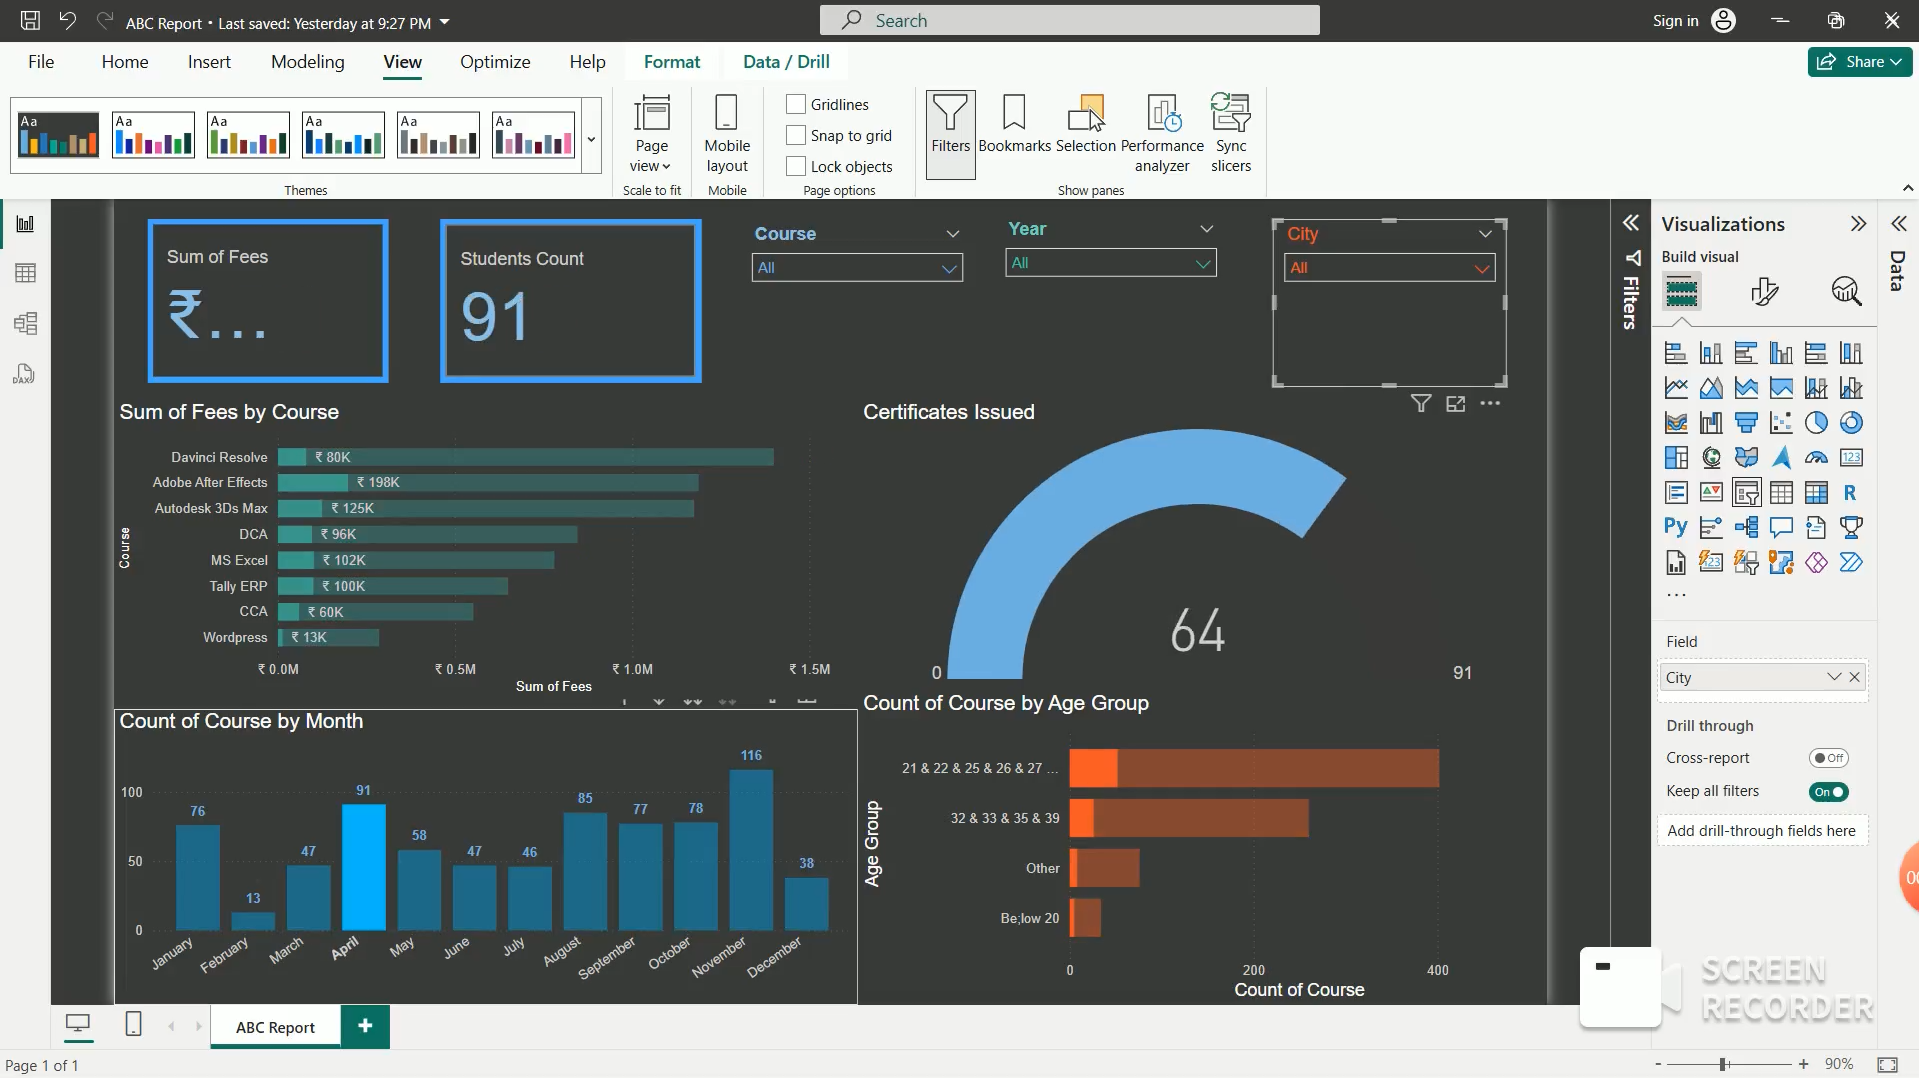 ABC Report • Last saved: Yesterday at 9:27 PM
Search
Sign in
File Home Insert Modeling View Optimize Help Format Data / Drill
Share
Aa Aa Aa Aa Aa Aa
Themes
Page view
Scale to fit
Mobile layout
Mobile
Gridlines
Snap to grid
Lock objects
Page options
Filters
Bookmarks
Selection
Performance analyzer
Sync slicers
Show panes
Sum of Fees
₹...
Students Count
91
Course
All
Year
All
City
All
Sum of Fees by Course
Course
Davinci Resolve ₹ 80K
Adobe After Effects ₹ 198K
Autodesk 3Ds Max ₹ 125K
DCA ₹ 96K
MS Excel ₹ 102K
Tally ERP ₹ 100K
CCA ₹ 60K
Wordpress ₹ 13K
₹ 0.0M ₹ 0.5M ₹ 1.0M ₹ 1.5M
Sum of Fees
Certificates Issued
64
0 91
Count of Course by Month
100
50
0
76 13 47 91 58 47 46 85 77 78 116 38
January February March April May June July August September October November December
Count of Course by Age Group
Age Group
21 & 22 & 25 & 26 & 27 ...
32 & 33 & 35 & 39
Other
Be;low 20
0 200 400
Count of Course
Filters
Visualizations
Build visual
123
R
Py
123
...
Field
City
Drill through
Cross-report Off
Keep all filters On
Add drill-through fields here
Data
DAX
00
SCREEN
RECORDER
ABC Report
Page 1 of 1
- + 90%